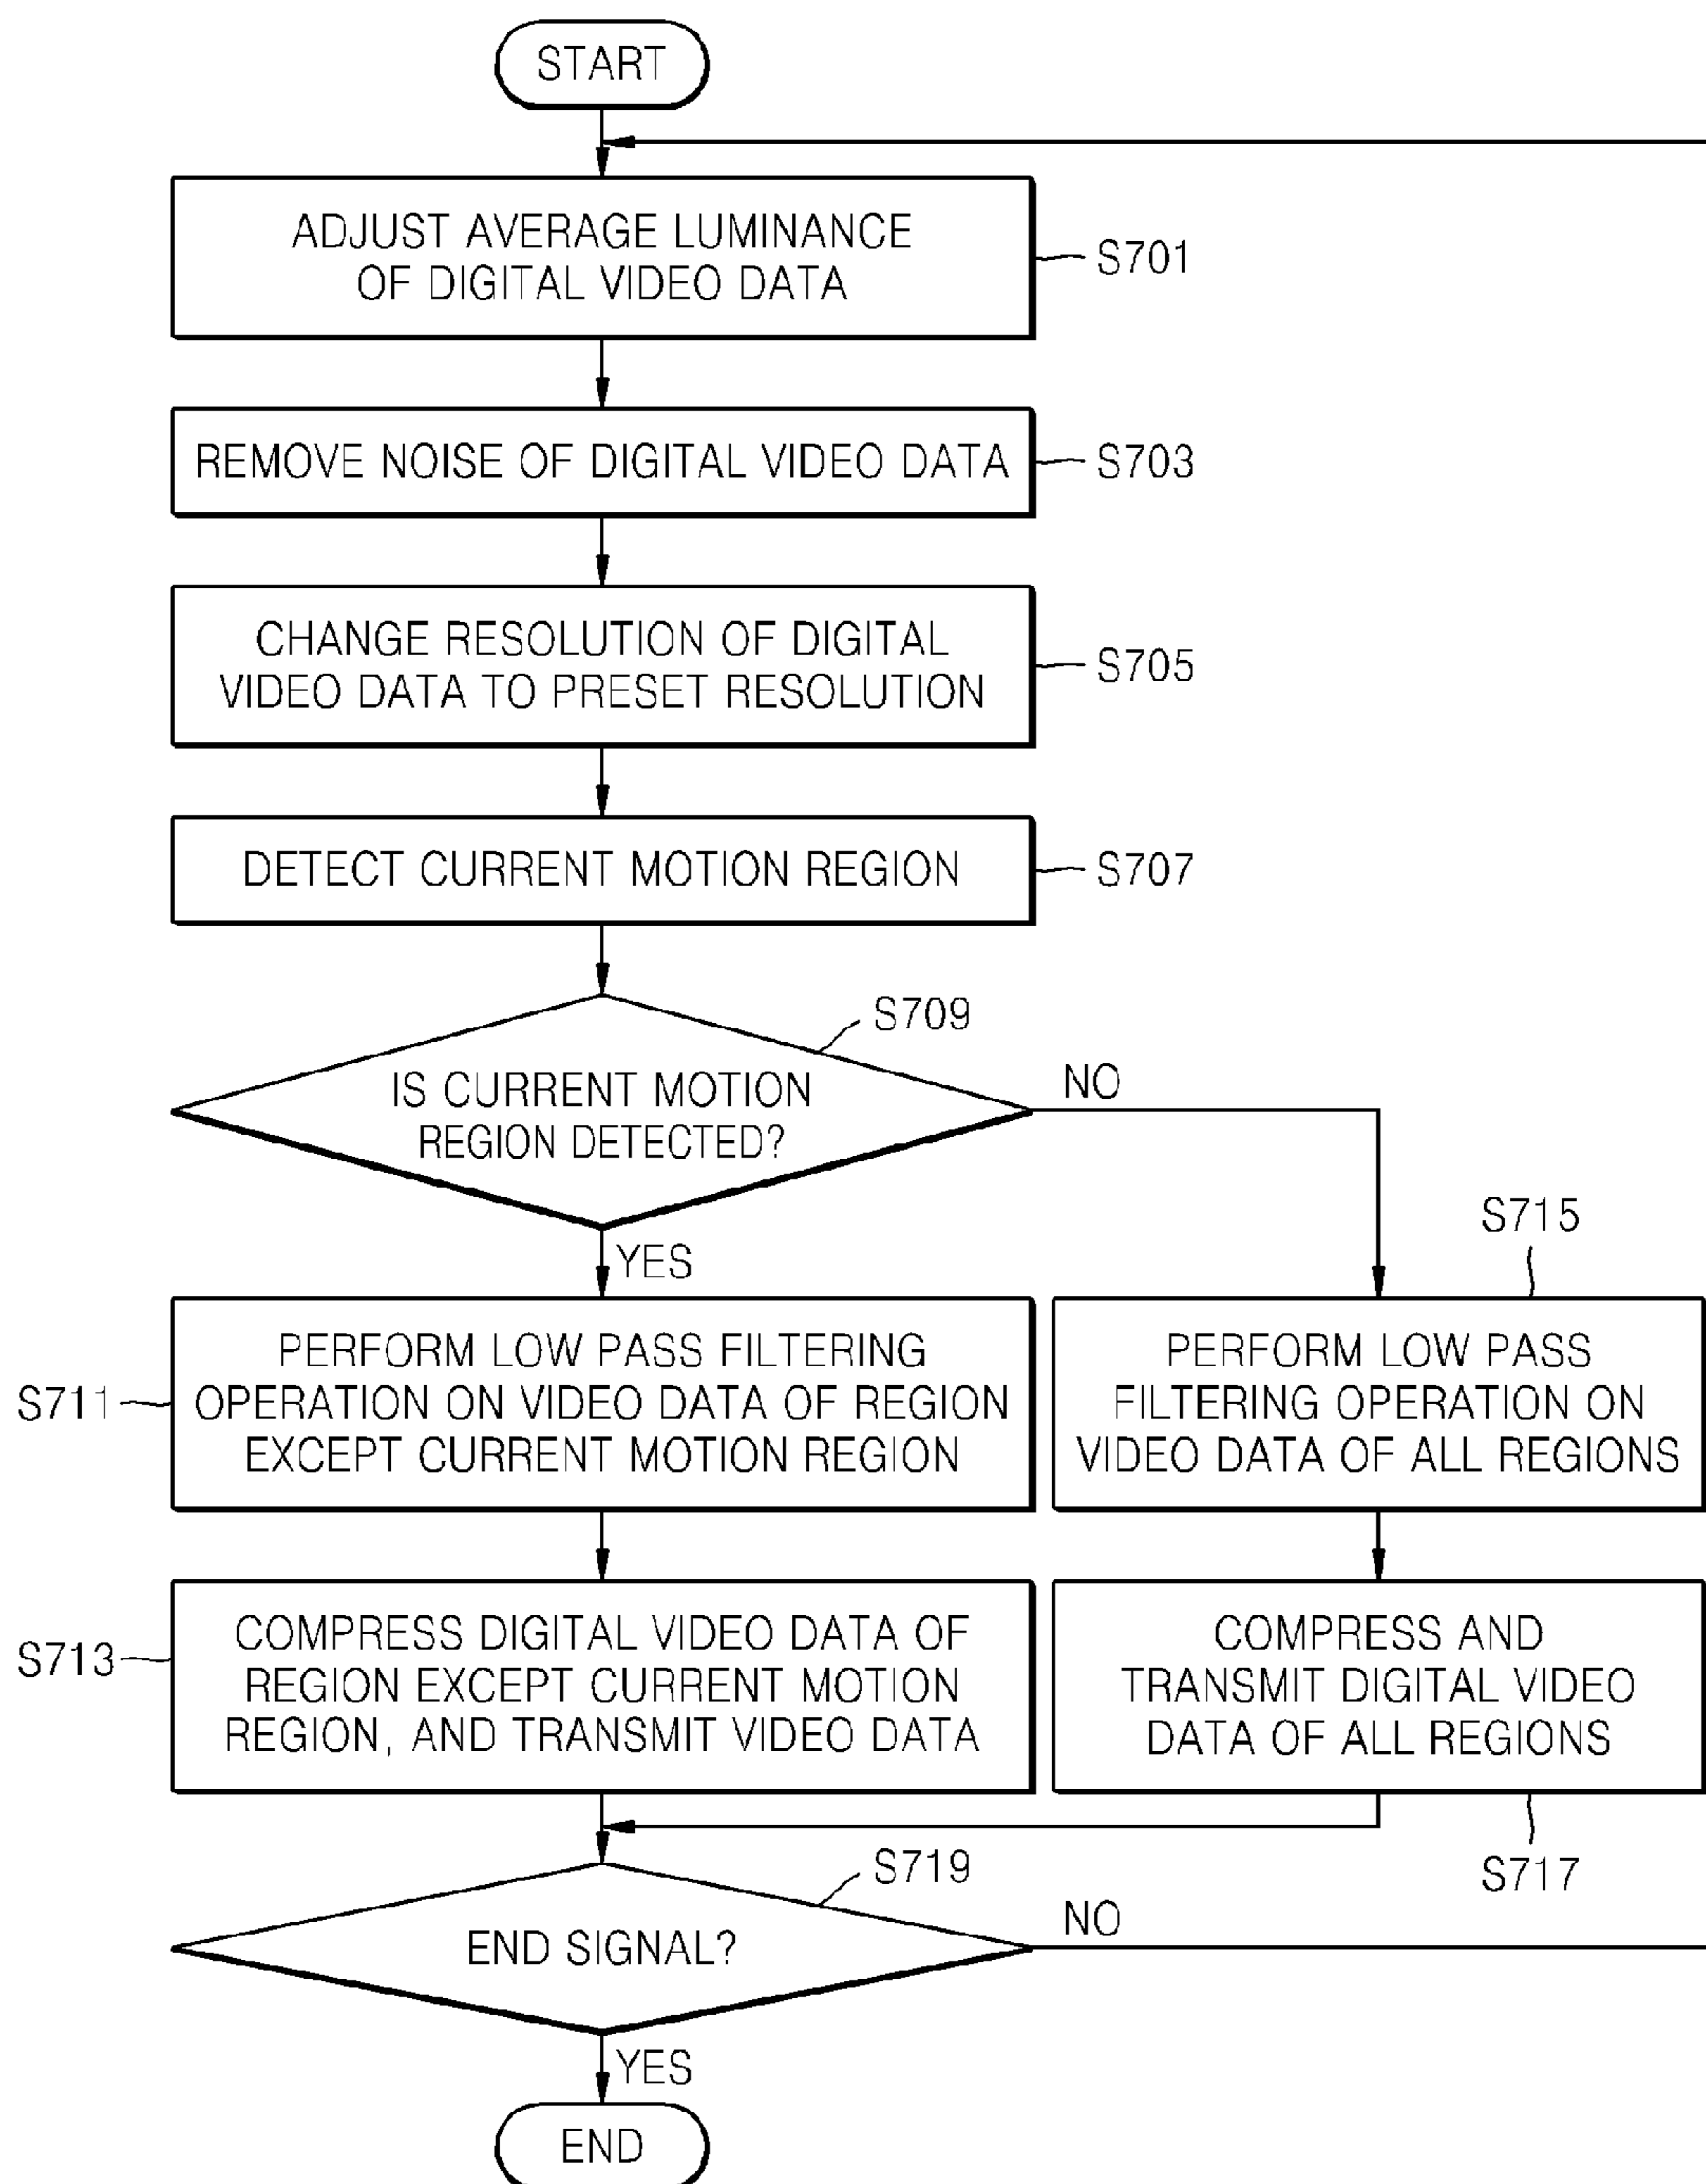 START
ADJUST AVERAGE LUMINANCE
OF DIGITAL VIDEO DATA
S701
REMOVE NOISE OF DIGITAL VIDEO DATA
S703
CHANGE RESOLUTION OF DIGITAL
VIDEO DATA TO PRESET RESOLUTION
S705
DETECT CURRENT MOTION REGION
S707
S709
IS CURRENT MOTION
REGION DETECTED?
NO
YES
S711
PERFORM LOW PASS FILTERING
OPERATION ON VIDEO DATA OF REGION
EXCEPT CURRENT MOTION REGION
S715
PERFORM LOW PASS
FILTERING OPERATION ON
VIDEO DATA OF ALL REGIONS
S713
COMPRESS DIGITAL VIDEO DATA OF
REGION EXCEPT CURRENT MOTION
REGION, AND TRANSMIT VIDEO DATA
COMPRESS AND
TRANSMIT DIGITAL VIDEO
DATA OF ALL REGIONS
S717
S719
END SIGNAL?
NO
YES
END